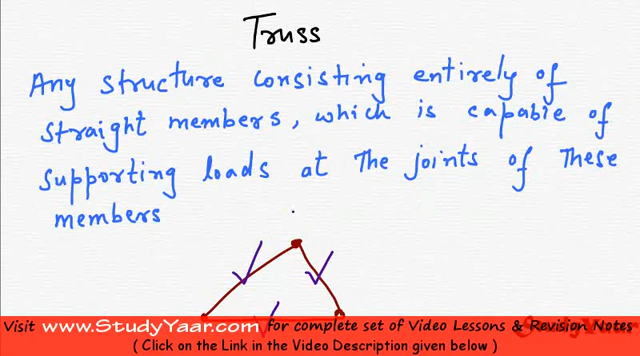 Truss
Any structure consisting entirely of
straight members, which is capable of
supporting loads at the joints of these
members
StudyYaar
Visit www.StudyYaar.com for complete set of Video Lessons & Revision Notes
( Click on the Link in the Video Description given below )